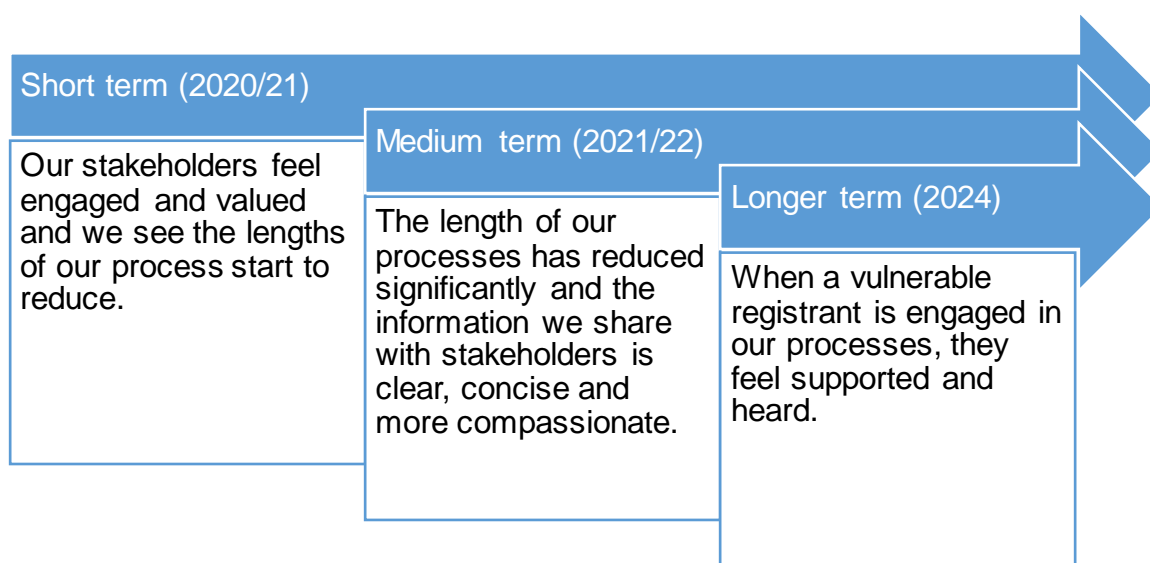 Short term (2020/21)
Our stakeholders feel
engaged and valued
and we see the lengths
of our process start to
reduce.
Medium term (2021/22)
The length of our
processes has reduced
significantly and the
information we share
with stakeholders is
clear, concise and
more compassionate.
Longer term (2024)
When a vulnerable
registrant is engaged in
our processes, they
feel supported and
heard.